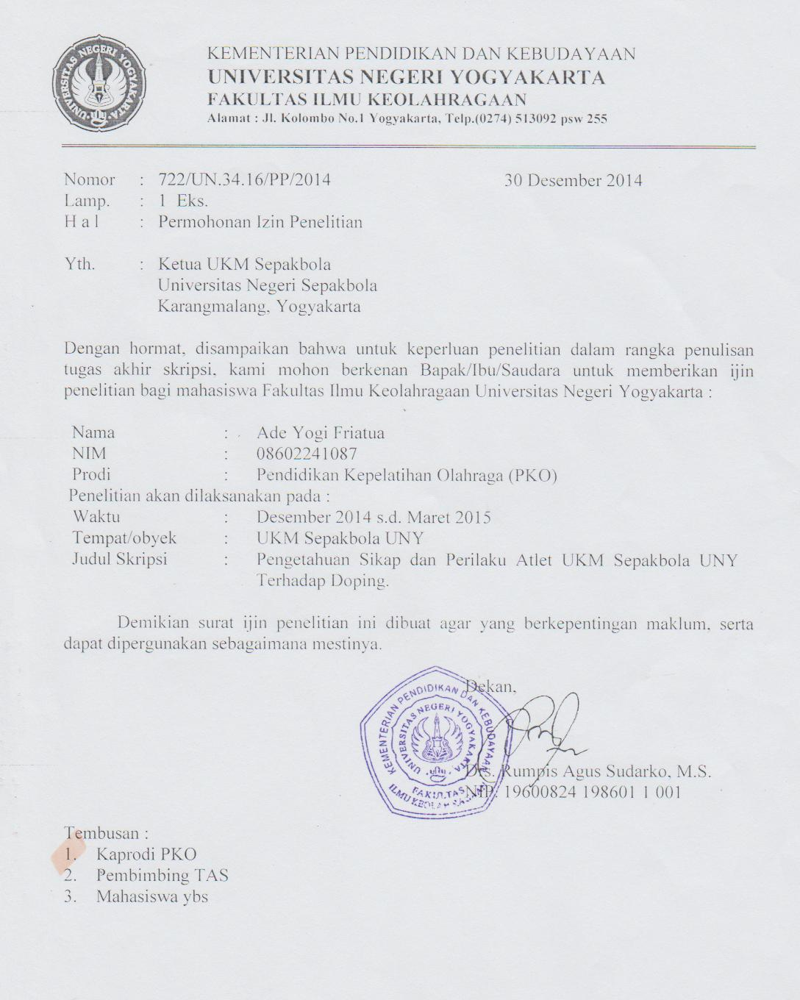 KEMENTERIAN PENDIDIKAN DAN KEBUDAYAAN
UNIVERSITAS NEGERI YOGYAKARTA
FAKULTAS ILMU KEOLAHRAGAAN
Alamat : Jl. Kolombo No.1 Yogyakarta, Telp.(0274) 513092 psw 255
UNIVERSITAS NEGERI YOGYAKARTA
Nomor : 722/UN.34.16/PP/2014 30 Desember 2014
Lamp. : 1 Eks.
H a l : Permohonan Izin Penelitian
Yth. : Ketua UKM Sepakbola
Universitas Negeri Sepakbola
Karangmalang, Yogyakarta
Dengan hormat, disampaikan bahwa untuk keperluan penelitian dalam rangka penulisan
tugas akhir skripsi, kami mohon berkenan Bapak/Ibu/Saudara untuk memberikan ijin
penelitian bagi mahasiswa Fakultas Ilmu Keolahragaan Universitas Negeri Yogyakarta :
Nama : Ade Yogi Friatua
NIM : 08602241087
Prodi : Pendidikan Kepelatihan Olahraga (PKO)
Penelitian akan dilaksanakan pada :
Waktu : Desember 2014 s.d. Maret 2015
Tempat/obyek : UKM Sepakbola UNY
Judul Skripsi : Pengetahuan Sikap dan Perilaku Atlet UKM Sepakbola UNY
Terhadap Doping.
Demikian surat ijin penelitian ini dibuat agar yang berkepentingan maklum, serta
dapat dipergunakan sebagaimana mestinya.
Dekan,
KEMENTERIAN PENDIDIKAN DAN KEBUDAYAAN
UNIVERSITAS NEGERI YOGYAKARTA
FAKULTAS
ILMU KEOLAHRAGAAN
Drs. Rumpis Agus Sudarko, M.S.
NIP. 19600824 198601 1 001
Tembusan :
1. Kaprodi PKO
2. Pembimbing TAS
3. Mahasiswa ybs